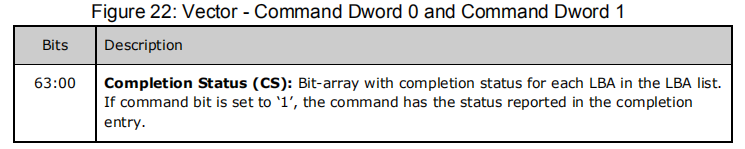 Figure 22: Vector - Command Dword 0 and Command Dword 1
Bits Description
63:00 Completion Status (CS): Bit-array with completion status for each LBA in the LBA list.
If command bit is set to ‘1’, the command has the status reported in the completion
entry.